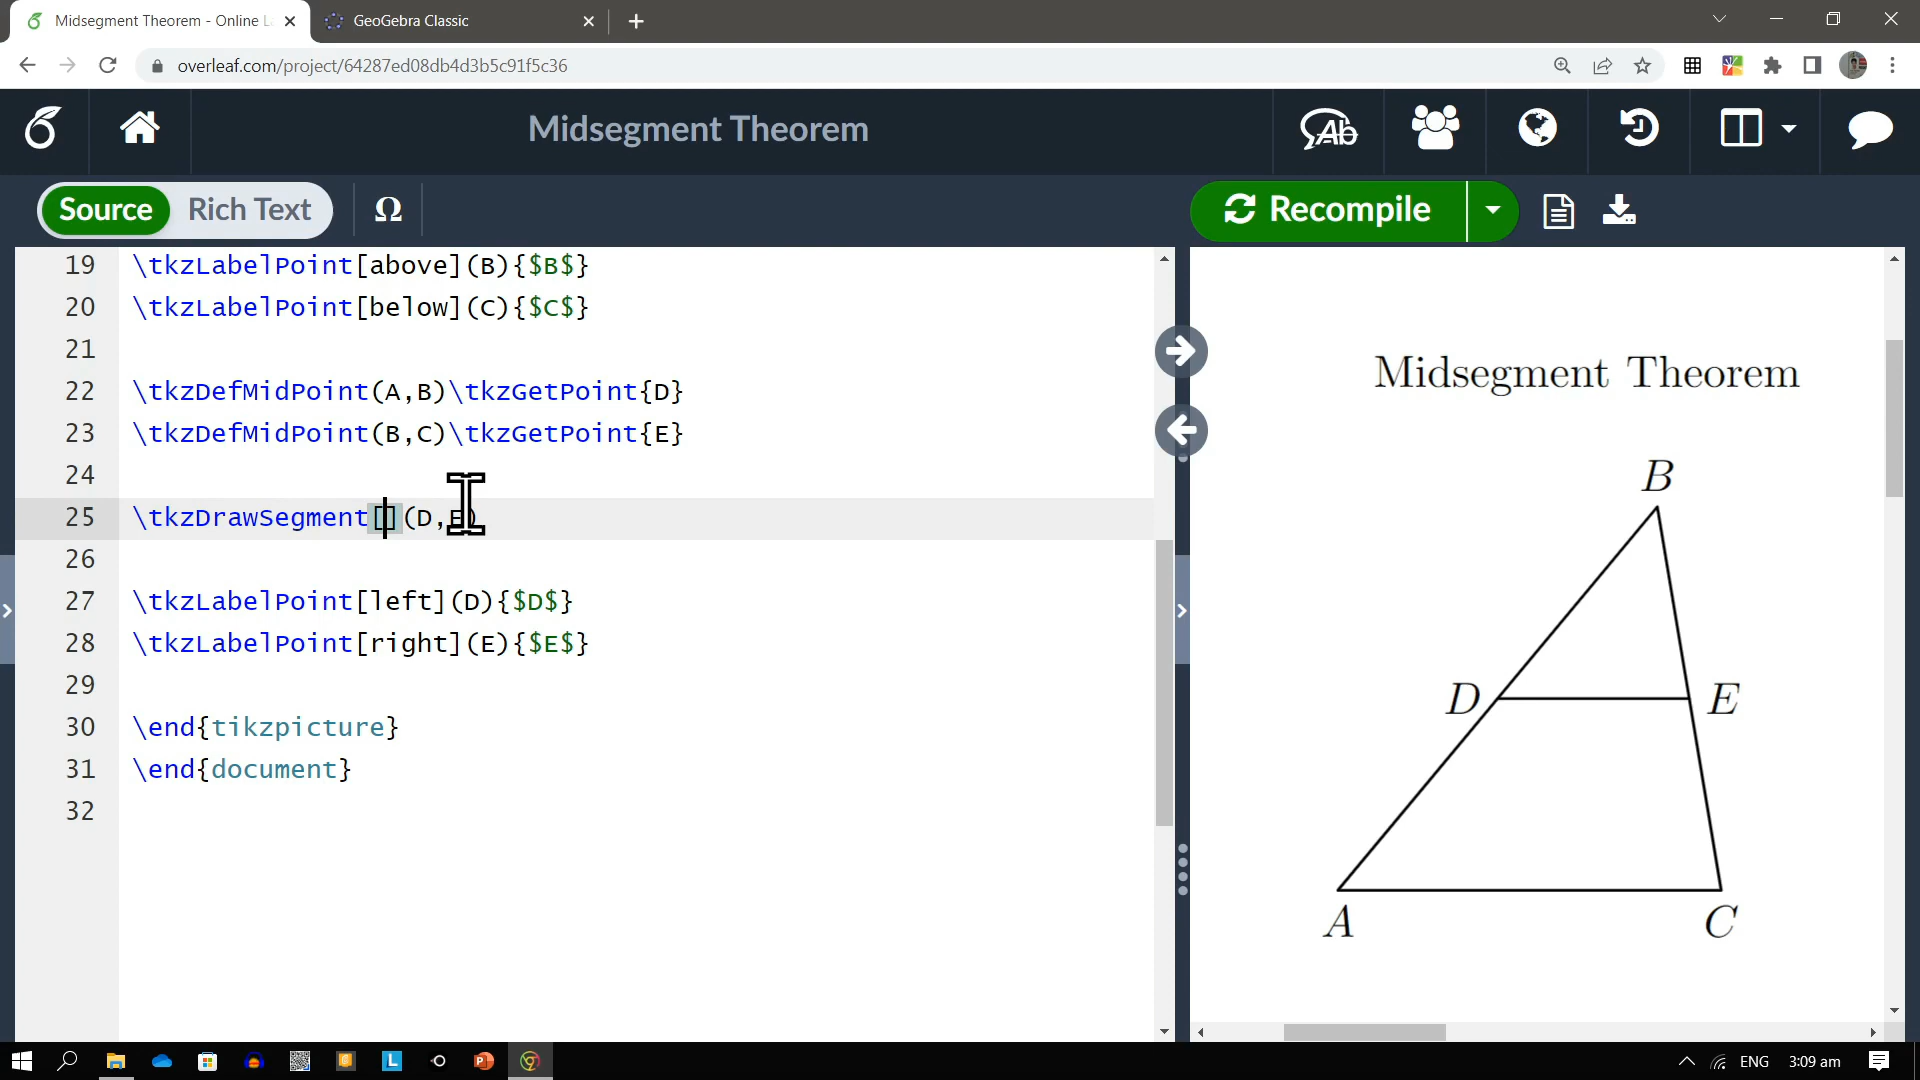 Midsegment Theorem - Online L
GeoGebra Classic
overleaf.com/project/64287ed08db4d3b5c91f5c36
Midsegment Theorem
Source Rich Text Ω
Recompile
19 \tkzLabelPoint[above](B){$B$}
20 \tkzLabelPoint[below](C){$C$}
21
22 \tkzDefMidPoint(A,B)\tkzGetPoint{D}
23 \tkzDefMidPoint(B,C)\tkzGetPoint{E}
24
25 \tkzDrawSegment[](D,E)
26
27 \tkzLabelPoint[left](D){$D$}
28 \tkzLabelPoint[right](E){$E$}
29
30 \end{tikzpicture}
31 \end{document}
32
Midsegment Theorem
B
D E
A C
ENG 3:09 am